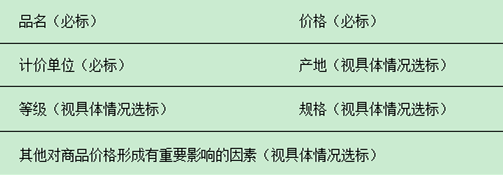 品名（必标） 价格（必标）
计价单位（必标） 产地（视具体情况选标）
等级（视具体情况选标） 规格（视具体情况选标）
其他对商品价格形成有重要影响的因素（视具体情况选标）